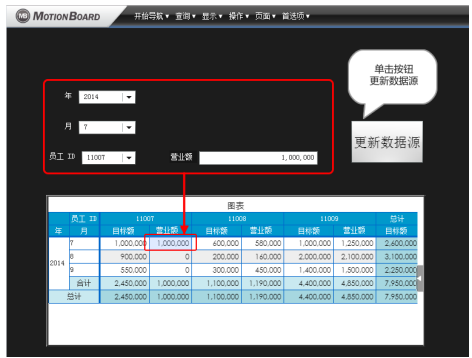 MB MOTIONBOARD 开始导航▼ 查询▼ 显示▼ 操作▼ 页面▼ 首选项▼
单击按钮
更新数据源
年 2014
月 7
更新数据源
员工 ID 11007 营业额 1,000,000
图表
员工 ID 11007 11008 11009 总计
年 月 目标额 营业额 目标额 营业额 目标额 营业额 目标额
7 1,000,000 1,000,000 600,000 580,000 1,000,000 1,250,000 2,600,000
2014 8 900,000 0 200,000 160,000 2,000,000 2,100,000 3,100,000
9 550,000 0 300,000 450,000 1,400,000 1,500,000 2,250,000
合计 2,450,000 1,000,000 1,100,000 1,190,000 4,400,000 4,850,000 7,950,000
总计 2,450,000 1,000,000 1,100,000 1,190,000 4,400,000 4,850,000 7,950,000